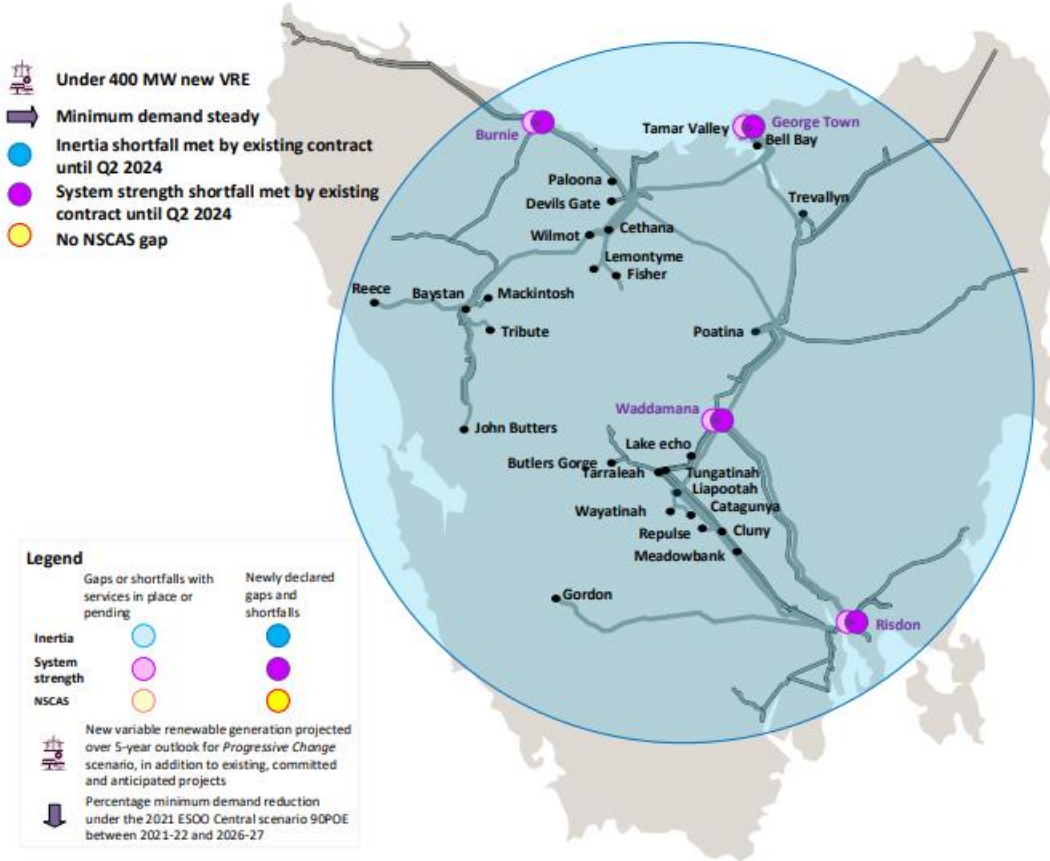 Under 400 MW new VRE
Minimum demand steady
Inertia shortfall met by existing contract
until Q2 2024
System strength shortfall met by existing
contract until Q2 2024
No NSCAS gap
Burnie
Tamar Valley
George Town
Bell Bay
Paloona
Devils Gate
Trevallyn
Wilmot
Cethana
Lemontyme
Fisher
Reece
Baystan
Mackintosh
Tribute
Poatina
John Butters
Waddamana
Lake echo
Butlers Gorge
Tarraleah
Tungatinah
Liapootah
Wayatinah
Catagunya
Repulse
Cluny
Meadowbank
Gordon
Risdon
Legend
Gaps or shortfalls with
services in place or
pending
Newly declared
gaps and
shortfalls
Inertia
System
strength
NSCAS
New variable renewable generation projected
over 5-year outlook for Progressive Change
scenario, in addition to existing, committed
and anticipated projects
Percentage minimum demand reduction
under the 2021 ESOO Central scenario 90POE
between 2021-22 and 2026-27